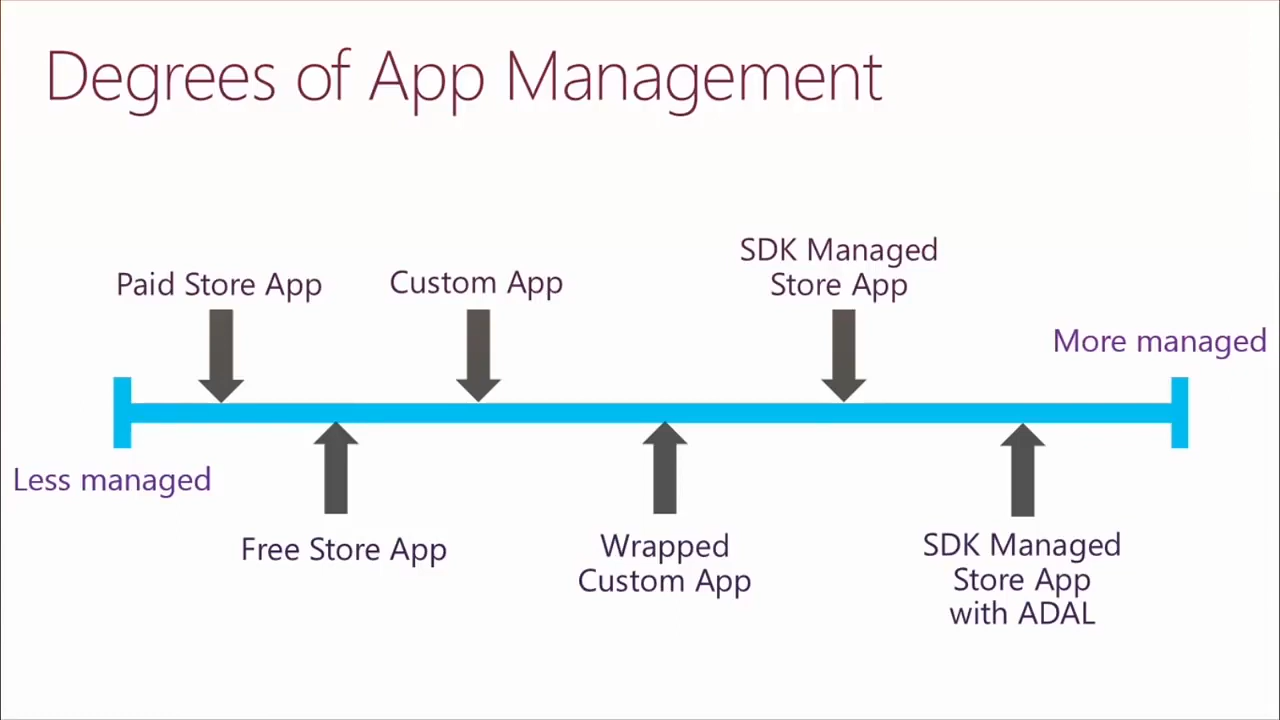 Degrees of App Management
Paid Store App
Custom App
SDK Managed
Store App
More managed
Less managed
Free Store App
Wrapped
Custom App
SDK Managed
Store App
with ADAL